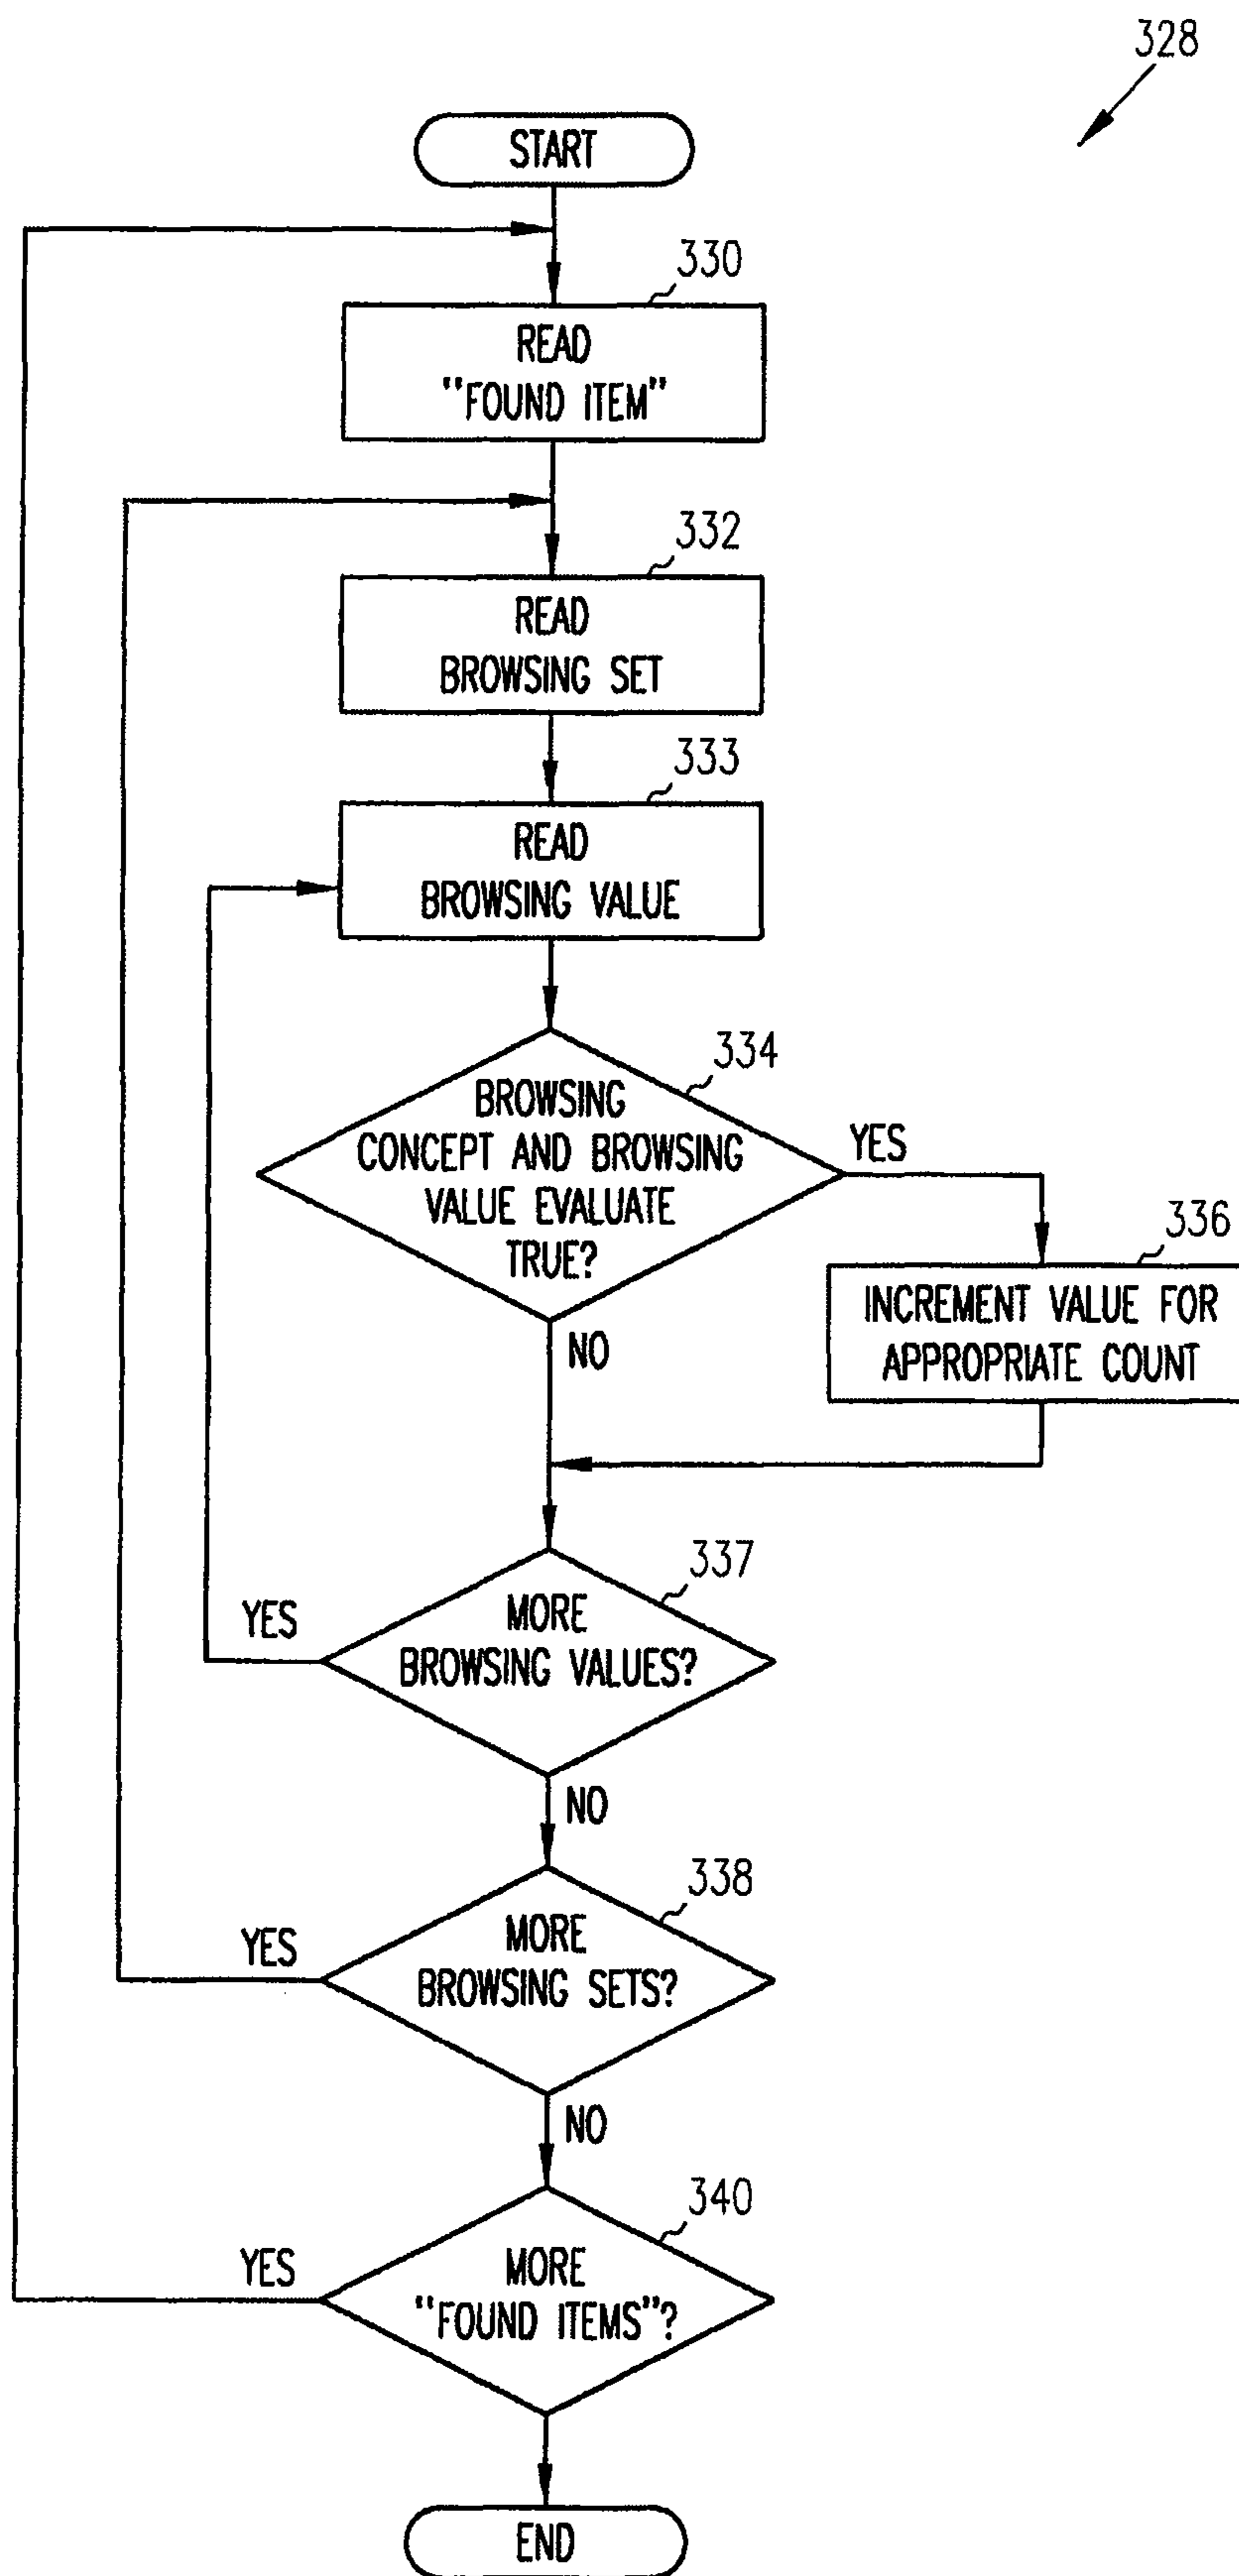 328
START
330
READ
"FOUND ITEM"
332
READ
BROWSING SET
333
READ
BROWSING VALUE
334
BROWSING
CONCEPT AND BROWSING
VALUE EVALUATE
TRUE?
YES
336
INCREMENT VALUE FOR
APPROPRIATE COUNT
NO
337
MORE
BROWSING VALUES?
YES
NO
338
MORE
BROWSING SETS?
YES
NO
340
MORE
"FOUND ITEMS"?
YES
END